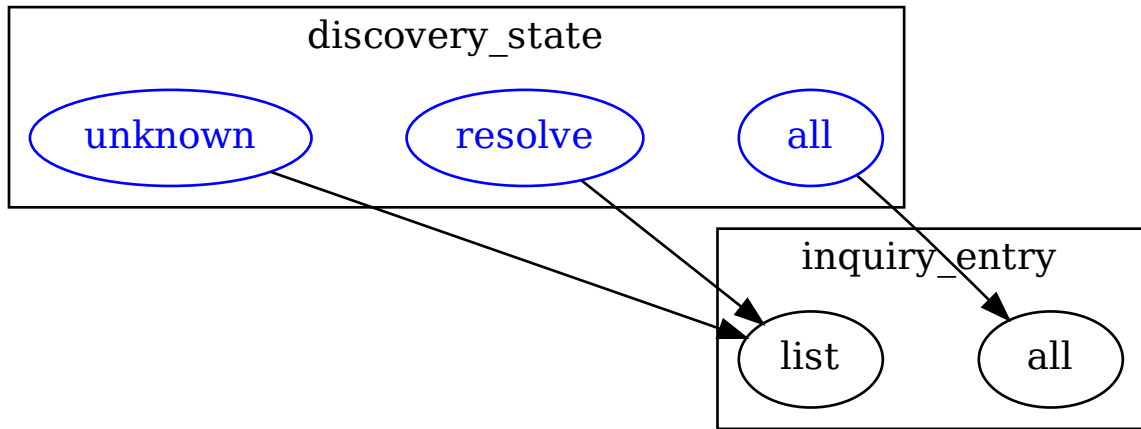 discovery_state
unknown
resolve
all
inquiry_entry
list
all